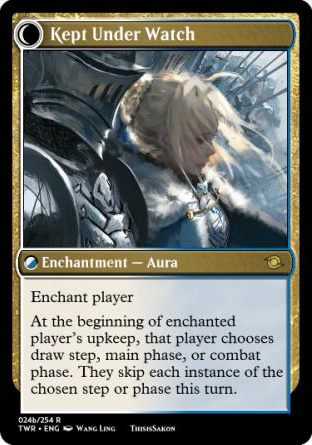 Kept Under Watch
Enchantment — Aura
Enchant player
At the beginning of enchanted
player's upkeep, that player chooses
draw step, main phase, or combat
phase. They skip each instance of the
chosen step or phase this turn.
024b/254 R
TWR • ENG Wang Ling ThisIsSakon